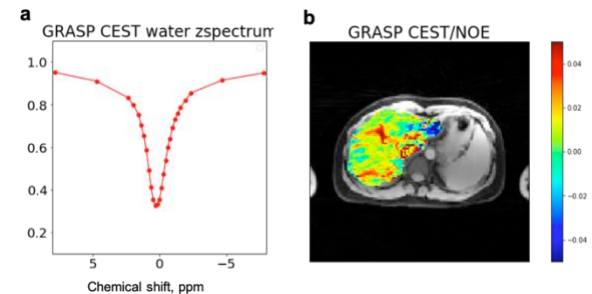 a
GRASP CEST water zspectrum
1.0
0.8
0.6
0.4
0.2
5
0
−5
Chemical shift, ppm
b
GRASP CEST/NOE
0.04
0.02
0.00
−0.02
−0.04